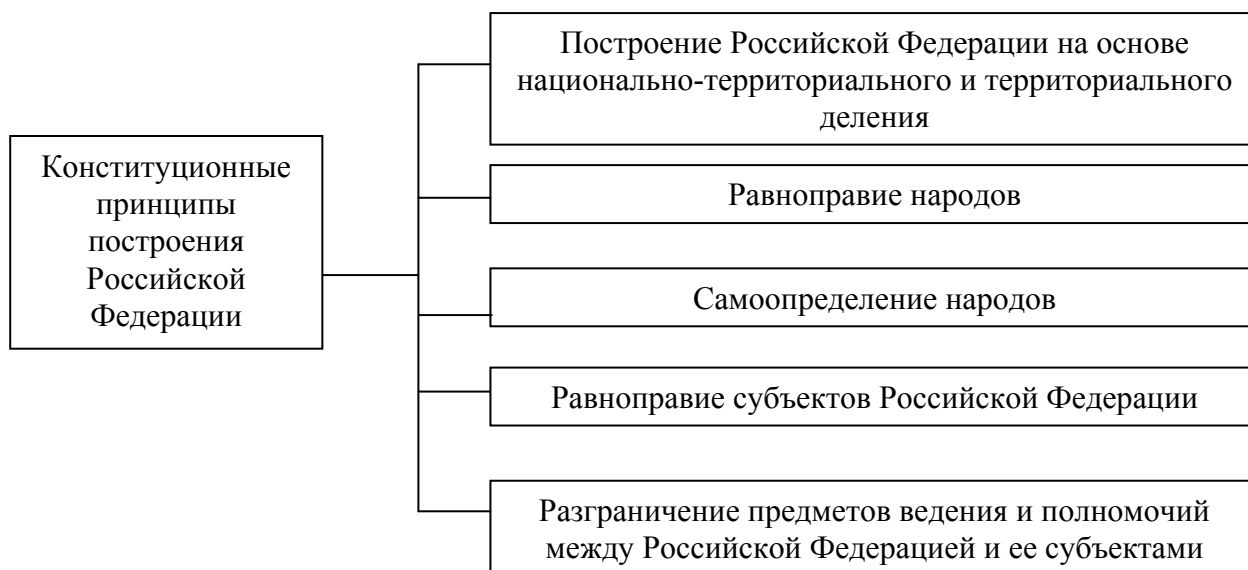 Конституционные
принципы
построения
Российской
Федерации
Построение Российской Федерации на основе
национально-территориального и территориального
деления
Равноправие народов
Самоопределение народов
Равноправие субъектов Российской Федерации
Разграничение предметов ведения и полномочий
между Российской Федерацией и ее субъектами